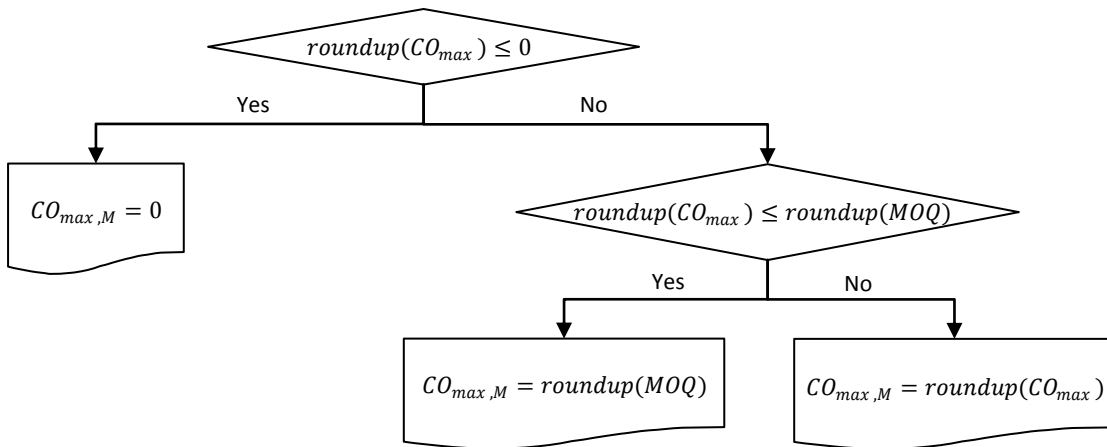 roundup(CO_max) ≤ 0
Yes
No
CO_max,M = 0
roundup(CO_max) ≤ roundup(MOQ)
Yes
No
CO_max,M = roundup(MOQ)
CO_max,M = roundup(CO_max)